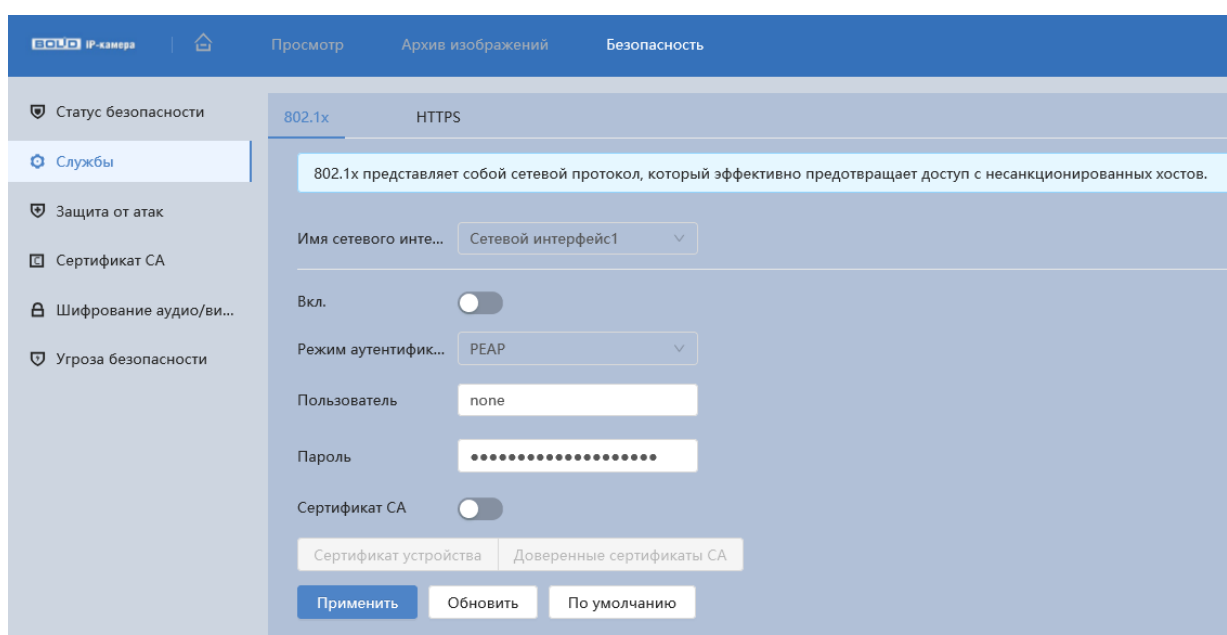 BOLID IP-камера
Просмотр
Архив изображений
Безопасность
Статус безопасности
Службы
Защита от атак
Сертификат CA
Шифрование аудио/ви...
Угроза безопасности
802.1x
HTTPS
802.1x представляет собой сетевой протокол, который эффективно предотвращает доступ с несанкционированных хостов.
Имя сетевого инте...
Сетевой интерфейс1
Вкл.
Режим аутентифик...
PEAP
Пользователь
none
Пароль
●●●●●●●●●●●●●●●●●●●●
Сертификат CA
Сертификат устройства
Доверенные сертификаты CA
Применить
Обновить
По умолчанию